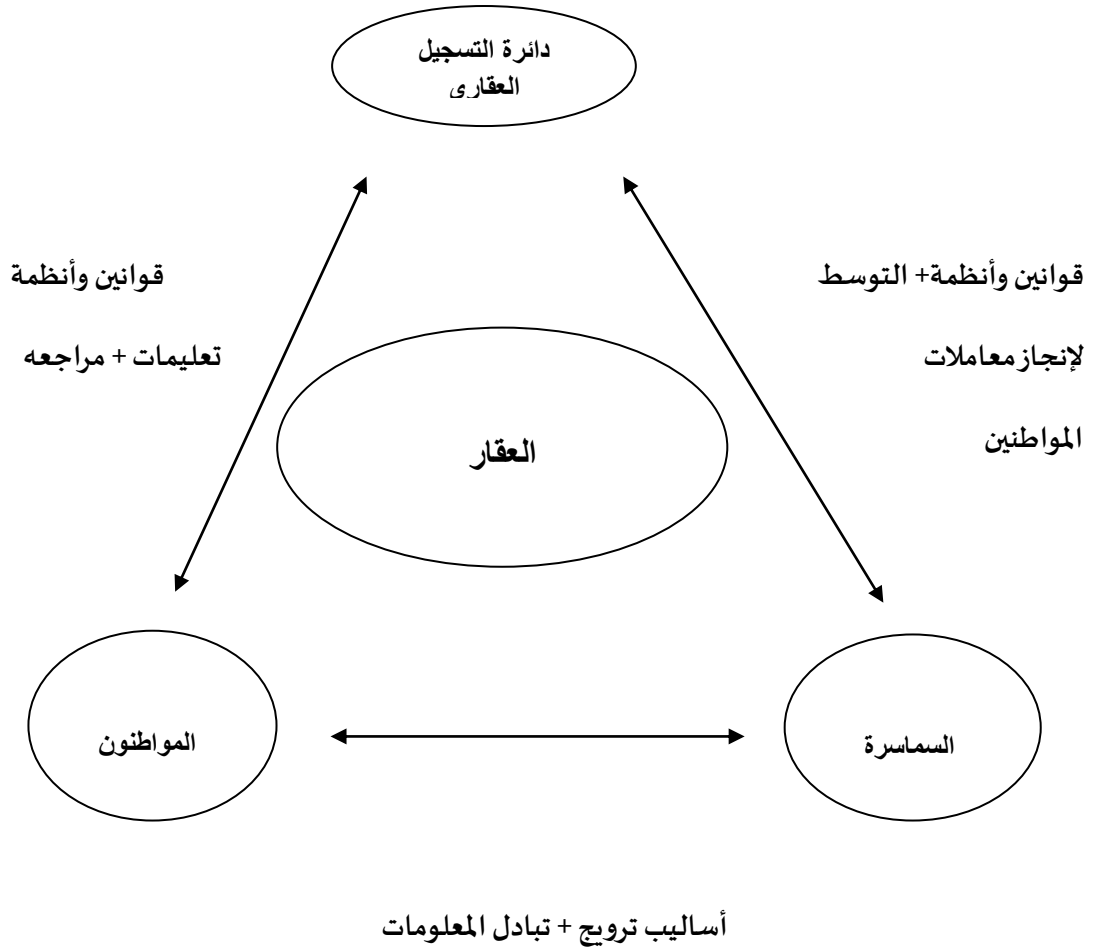 دائرة التسجيل
العقاري
قوانين وأنظمة+ التوسط
لإنجاز معاملات
المواطنين
قوانين وأنظمة
تعليمات + مراجعه
العقار
السماسرة
المواطنون
أساليب ترويج + تبادل المعلومات